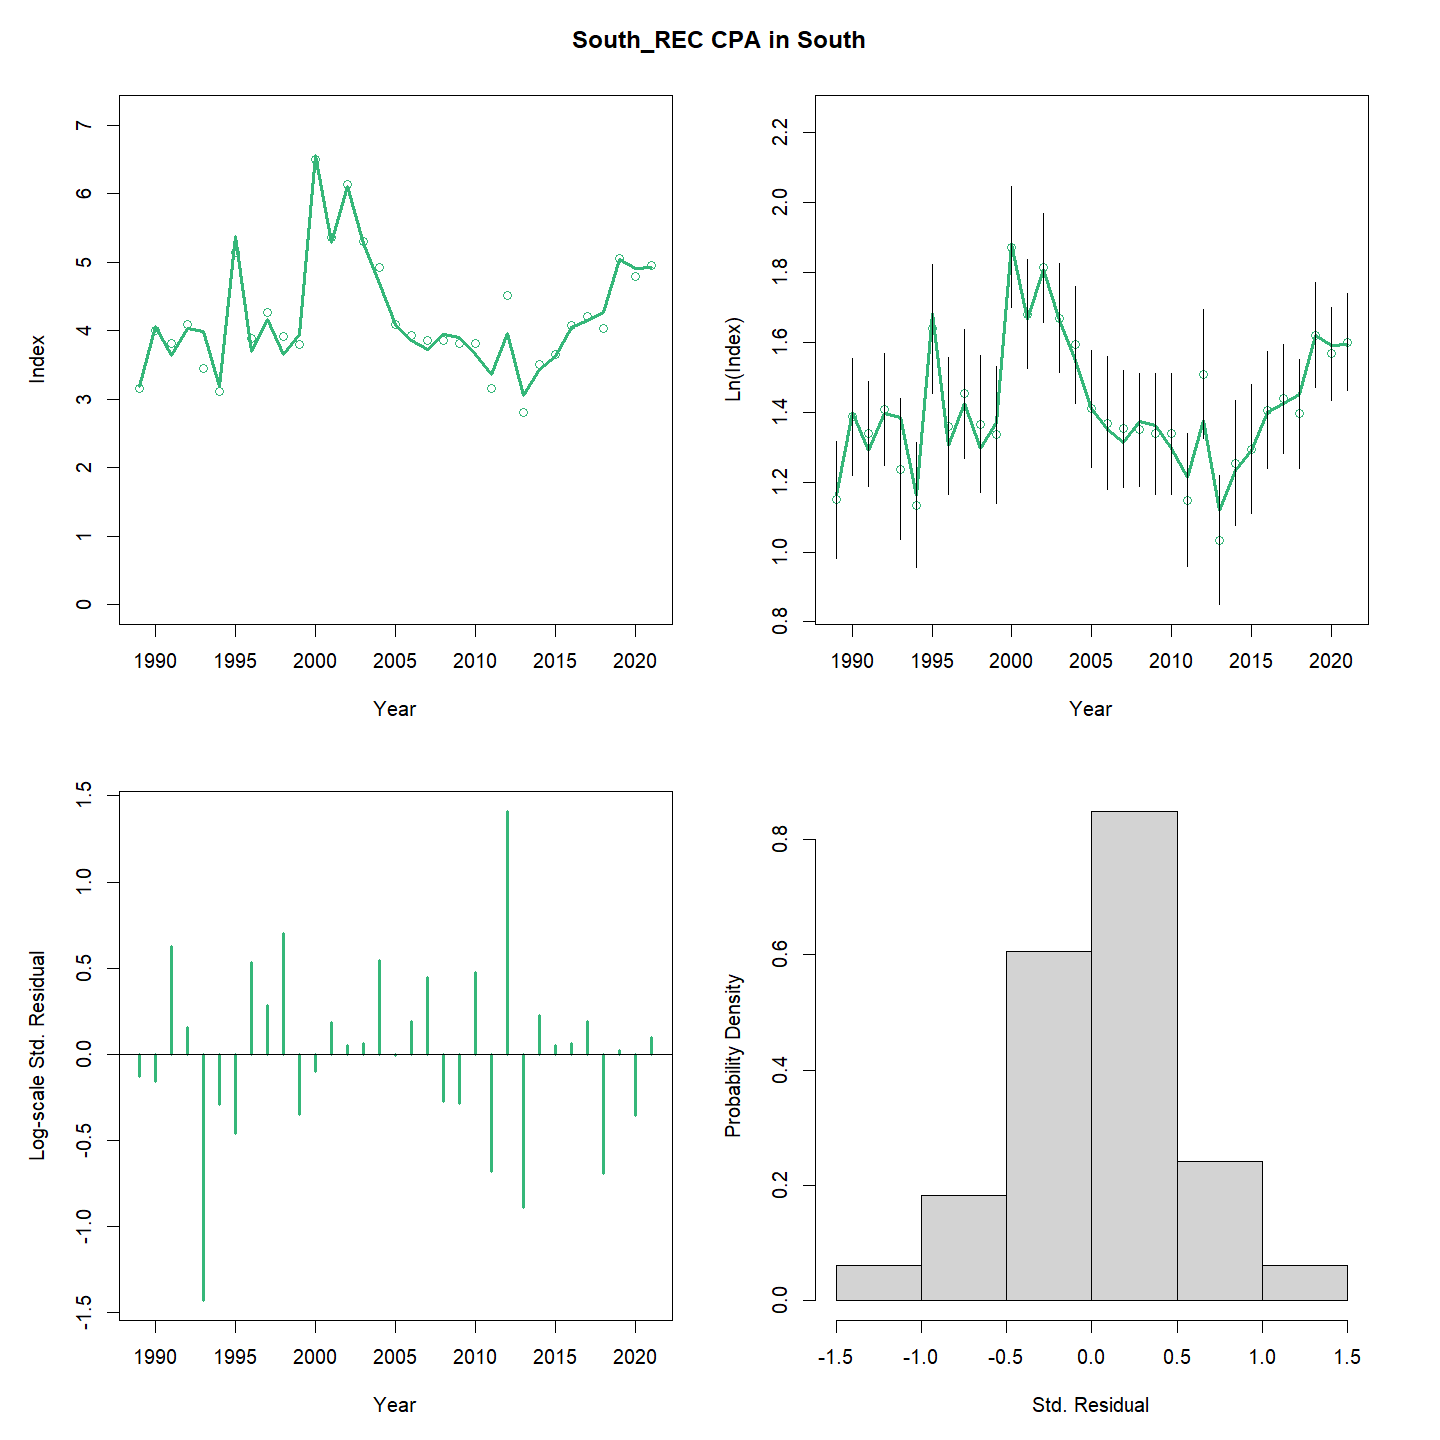 South_REC CPA in South
Index
7
6
5
4
3
2
1
0
1990 1995 2000 2005 2010 2015 2020
Year
Ln(Index)
2.2
2.0
1.8
1.6
1.4
1.2
1.0
0.8
1990 1995 2000 2005 2010 2015 2020
Year
Log-scale Std. Residual
1.5
1.0
0.5
0.0
-0.5
-1.0
-1.5
1990 1995 2000 2005 2010 2015 2020
Year
Probability Density
0.8
0.6
0.4
0.2
0.0
-1.5 -1.0 -0.5 0.0 0.5 1.0 1.5
Std. Residual